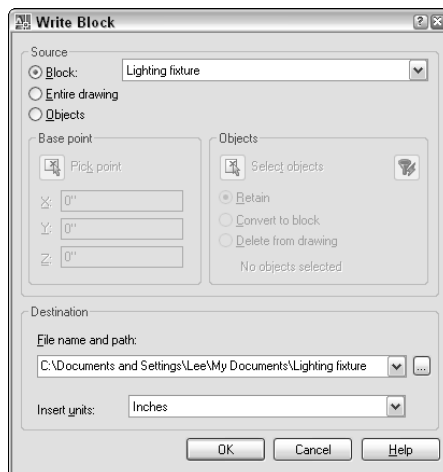 Write Block
Source
Block: Lighting fixture
Entire drawing
Objects
Base point
Pick point
X: 0"
Y: 0"
Z: 0"
Objects
Select objects
Retain
Convert to block
Delete from drawing
No objects selected
Destination
File name and path:
C:\Documents and Settings\Lee\My Documents\Lighting fixture
...
Insert units: Inches
OK Cancel Help